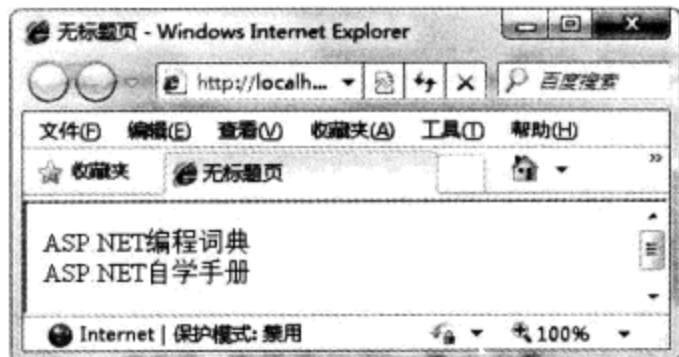 无标题页 - Windows Internet Explorer
http://localh... 百度搜索
文件(F) 编辑(E) 查看(V) 收藏夹(A) 工具(T) 帮助(H)
收藏夹 无标题页 »
ASP.NET编程词典
ASP.NET自学手册
Internet | 保护模式: 禁用 100%